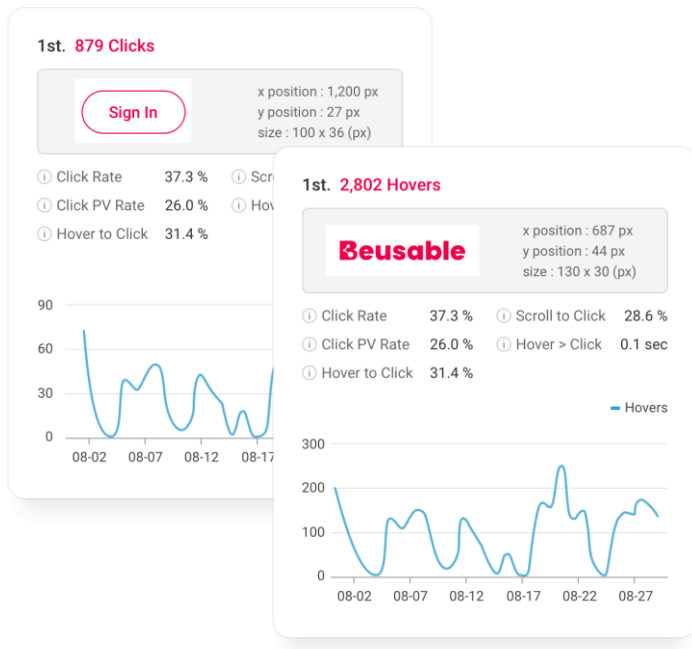 1st. 879 Clicks
Sign In
x position : 1,200 px
y position : 27 px
size : 100 x 36 (px)
Click Rate 37.3 %
Click PV Rate 26.0 %
Hover to Click 31.4 %
90
60
30
0
08-02 08-07 08-12 08-17
1st. 2,802 Hovers
Beusable
x position : 687 px
y position : 44 px
size : 130 x 30 (px)
Click Rate 37.3 % Scroll to Click 28.6 %
Click PV Rate 26.0 % Hover > Click 0.1 sec
Hover to Click 31.4 %
Hovers
300
200
100
0
08-02 08-07 08-12 08-17 08-22 08-27